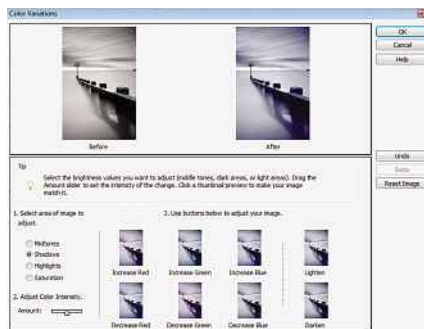 Color Variations
OK
Cancel
Help
Before
After
Undo
Redo
Reset Image
Tip
Select the brightness values you want to adjust (middle tones, dark areas, or light areas). Drag the
Amount slider to set the intensity of the change. Click a thumbnail preview to make your image
match it.
1. Select area of image to
adjust.
3. Use buttons below to adjust your image.
Midtones
Shadows
Highlights
Saturation
Increase Red
Increase Green
Increase Blue
Lighten
2. Adjust Color Intensity.
Amount:
Decrease Red
Decrease Green
Decrease Blue
Darken